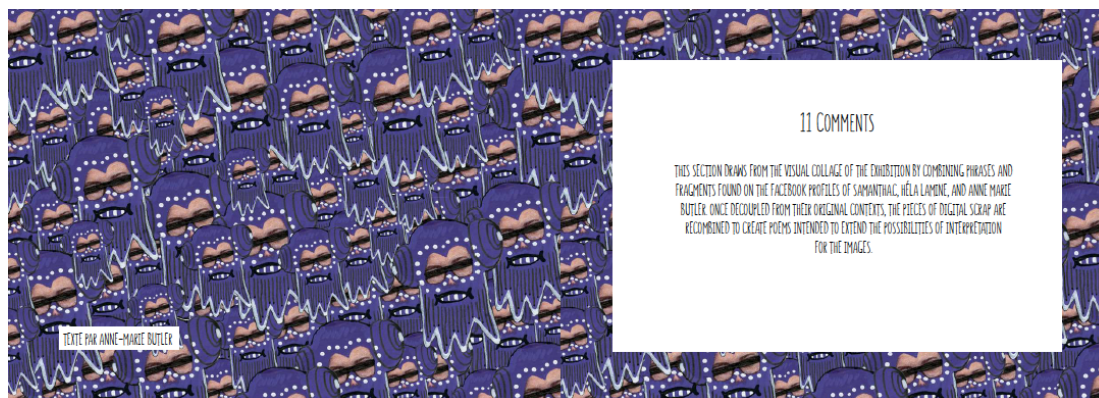 TEXTE PAR ANNE-MARIE BUTLER
11 COMMENTS
THIS SECTION DRAWS FROM THE VISUAL COLLAGE OF THE EXHIBITION BY COMBINING PHRASES AND
FRAGMENTS FOUND ON THE FACEBOOK PROFILES OF SAMANTHAC, HÉLA LAMINE, AND ANNE MARIE
BUTLER. ONCE DECOUPLED FROM THEIR ORIGINAL CONTEXTS, THE PIECES OF DIGITAL SCRAP ARE
RECOMBINED TO CREATE POEMS INTENDED TO EXTEND THE POSSIBILITIES OF INTERPRETATION
FOR THE IMAGES.